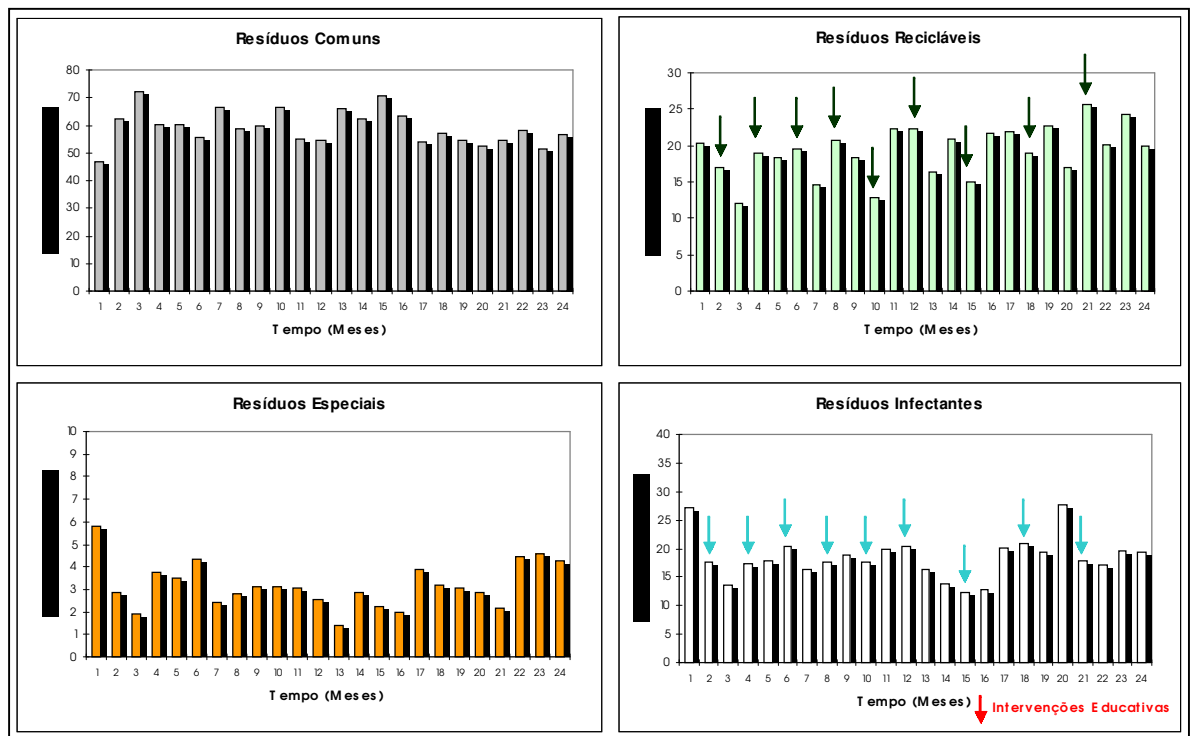 Resíduos Comuns
80
70
60
50
40
30
20
10
0
1 2 3 4 5 6 7 8 9 10 11 12 13 14 15 16 17 18 19 20 21 22 23 24
Tempo (Meses)
Resíduos Recicláveis
30
25
20
15
10
5
0
1 2 3 4 5 6 7 8 9 10 11 12 13 14 15 16 17 18 19 20 21 22 23 24
Tempo (Meses)
Resíduos Especiais
10
9
8
7
6
5
4
3
2
1
0
1 2 3 4 5 6 7 8 9 10 11 12 13 14 15 16 17 18 19 20 21 22 23 24
Tempo (Meses)
Resíduos Infectantes
40
35
30
25
20
15
10
5
0
1 2 3 4 5 6 7 8 9 10 11 12 13 14 15 16 17 18 19 20 21 22 23 24
Tempo (Meses)
Intervenções Educativas